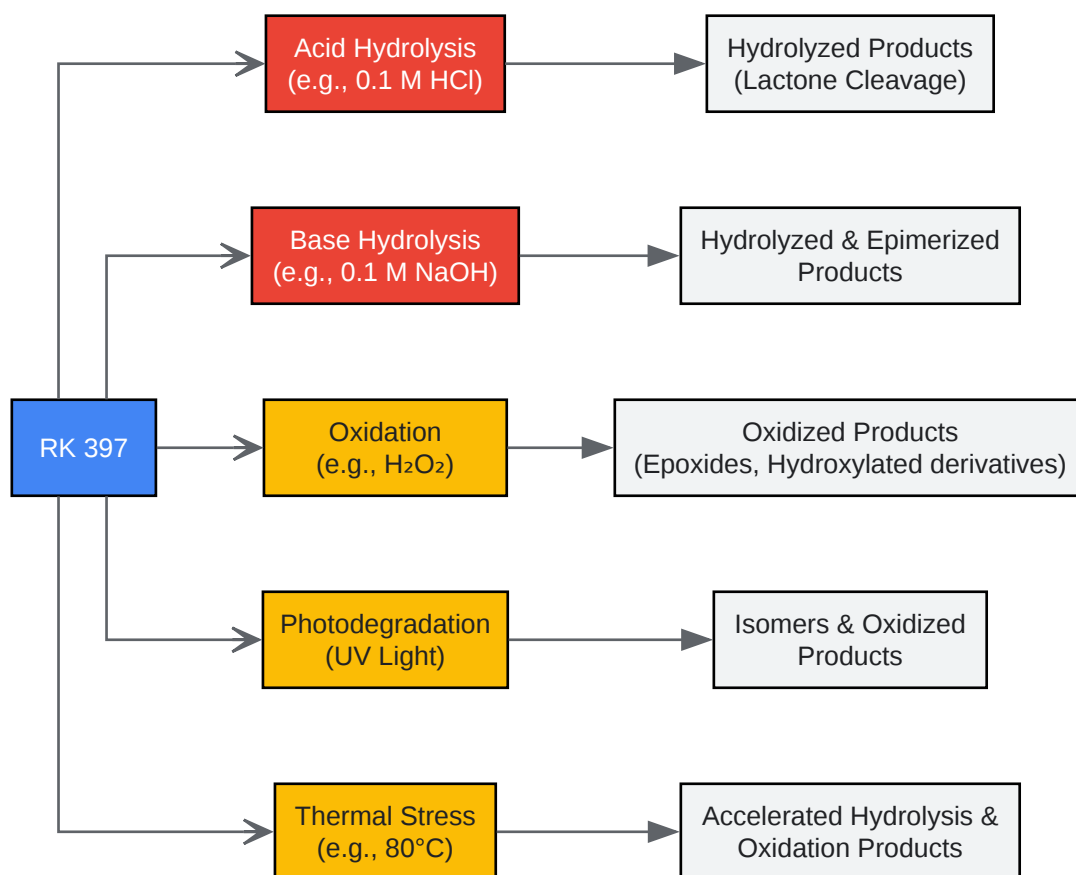 Acid Hydrolysis
(e.g., 0.1 M HCl)
Hydrolyzed Products
(Lactone Cleavage)
Base Hydrolysis
(e.g., 0.1 M NaOH)
Hydrolyzed & Epimerized
Products
RK 397
Oxidation
(e.g., H₂O₂)
Oxidized Products
(Epoxides, Hydroxylated derivatives)
Photodegradation
(UV Light)
Isomers & Oxidized
Products
Thermal Stress
(e.g., 80°C)
Accelerated Hydrolysis &
Oxidation Products